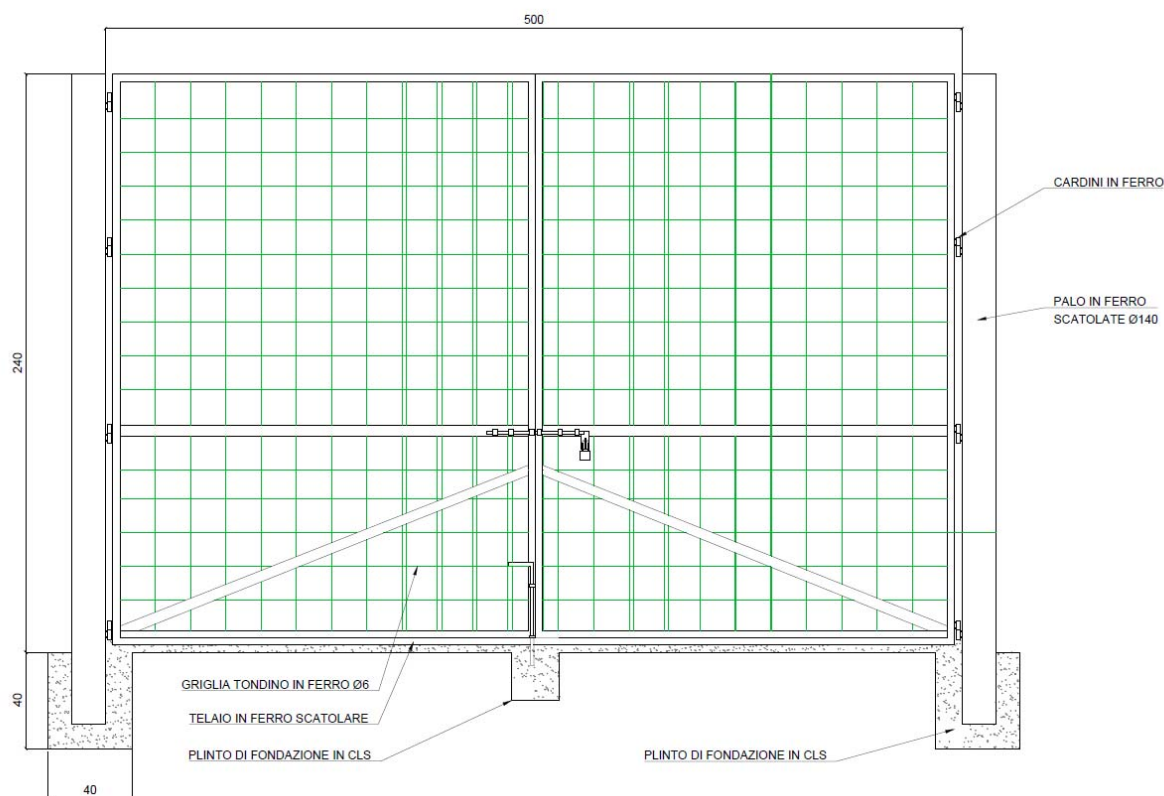 500
CARDINI IN FERRO
PALO IN FERRO
SCATOLATE Ø140
240
GRIGLIA TONDINO IN FERRO Ø6
40
TELAIO IN FERRO SCATOLARE
PLINTO DI FONDAZIONE IN CLS
PLINTO DI FONDAZIONE IN CLS
40